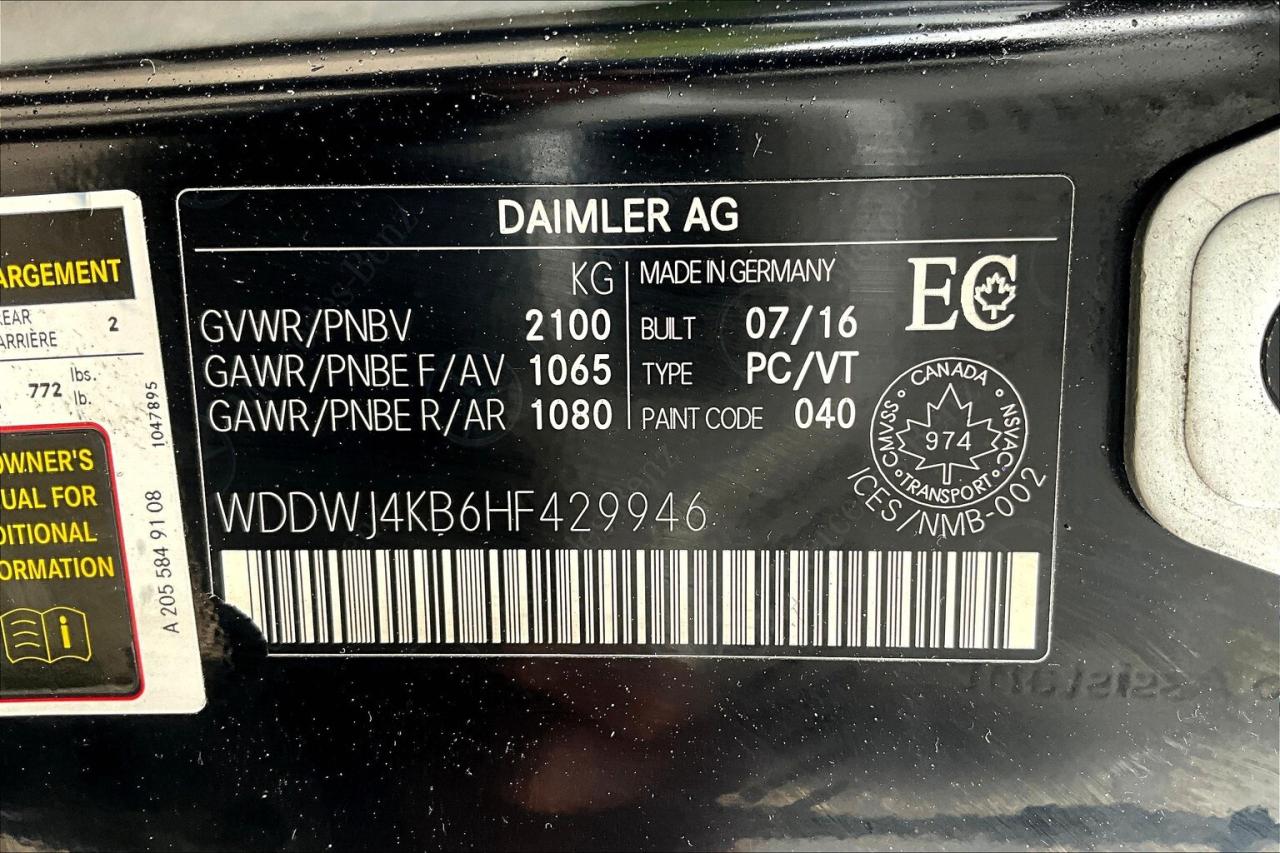 DAIMLER AG
KG
GVWR/PNBV 2100
GAWR/PNBE F/AV 1065
GAWR/PNBE R/AR 1080
MADE IN GERMANY
BUILT 07/16
TYPE PC/VT
PAINT CODE 040
EC
CANADA
CMVSS
NSVAC
974
TRANSPORT
ICES/NMB-002
WDDWJ4KB6HF429946
ARGEMENT
EAR
ARRIÈRE 2
772 lbs.
lb.
OWNER'S
UAL FOR
DITIONAL
ORMATION
i
A 205 584 91 08 1047895